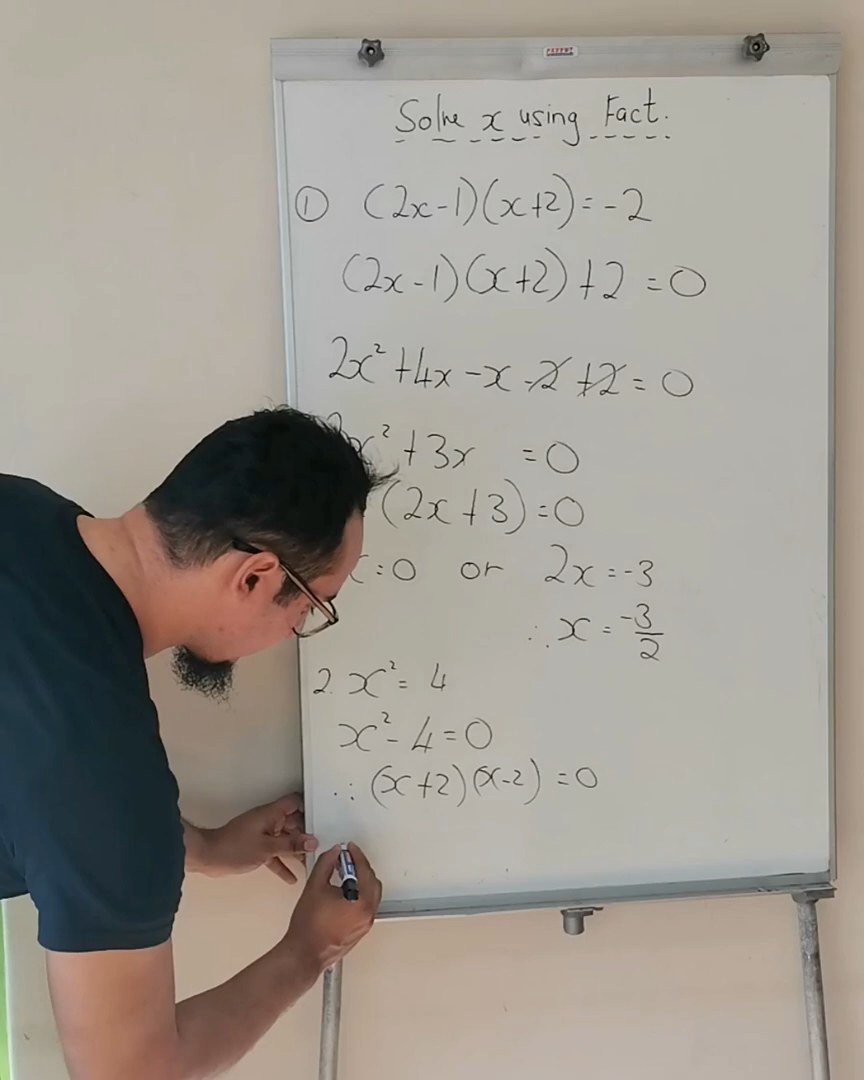 PARROT
Solve x using Fact.
① (2x-1)(x+2)=-2
(2x-1)(x+2)+2=0
2x²+4x-x-2+2=0
2x²+3x =0
(2x+3)=0
x=0 or 2x=-3
∴x=-3/2
2. x²=4
x²-4=0
∴(x+2)(x-2)=0